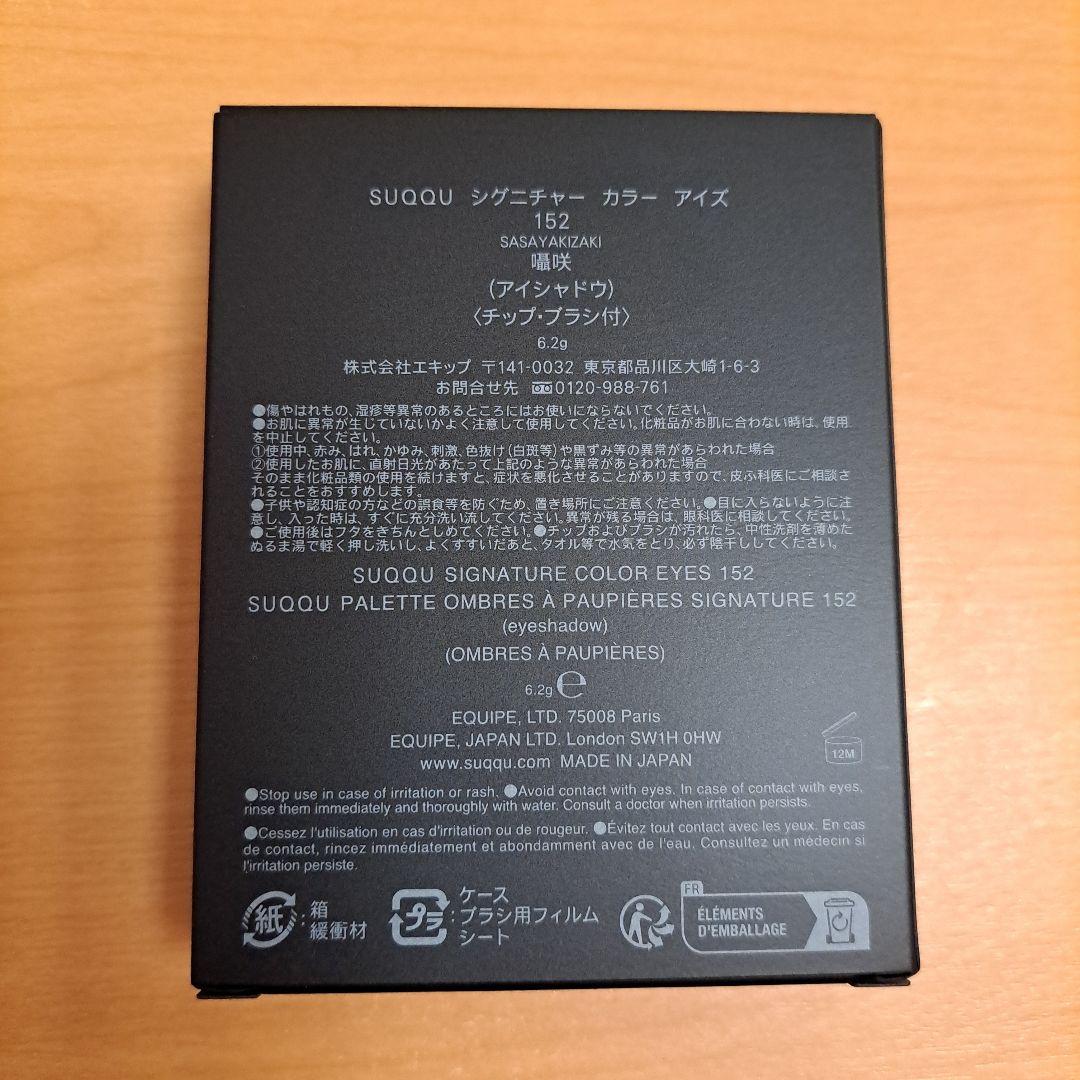 SUQQU シグニチャー カラー アイズ
152
SASAYAKIZAKI
囁咲
(アイシャドウ)
〈チップ・ブラシ付〉
6.2g
株式会社エキップ 〒141-0032 東京都品川区大崎1-6-3
お問合せ先 0120-988-761
●傷やはれもの、湿疹等異常のあるところにはお使いにならないでください。
●お肌に異常が生じていないかよく注意して使用してください。化粧品がお肌に合わない時は、使用
を中止してください。
①使用中、赤み、はれ、かゆみ、刺激、色抜け(白斑等)や黒ずみ等の異常があらわれた場合
②使用したお肌に、直射日光があたって上記のような異常があらわれた場合
そのまま化粧品類の使用を続けますと、症状を悪化させることがありますので、皮ふ科医にご相談さ
れることをおすすめします。
●子供や認知症の方などの誤食等を防ぐため、置き場所にご注意ください。●目に入らないように注
意し、入った時は、すぐに充分洗い流してください。異常が残る場合は、眼科医に相談してください。
●ご使用後はフタをきちんとしめてください。●チップおよびブラシが汚れたら、中性洗剤を薄めた
ぬるま湯で軽く押し洗いし、よくすすいだあと、タオル等で水気をとり、必ず陰干ししてください。
SUQQU SIGNATURE COLOR EYES 152
SUQQU PALETTE OMBRES À PAUPIÈRES SIGNATURE 152
(eyeshadow)
(OMBRES À PAUPIÈRES)
6.2g ℮
EQUIPE, LTD. 75008 Paris
EQUIPE, JAPAN LTD. London SW1H 0HW
www.suqqu.com MADE IN JAPAN
12M
●Stop use in case of irritation or rash. ●Avoid contact with eyes. In case of contact with eyes,
rinse them immediately and thoroughly with water. Consult a doctor when irritation persists.
●Cessez l'utilisation en cas d'irritation ou de rougeur. ●Évitez tout contact avec les yeux. En cas
de contact, rincez immédiatement et abondamment avec de l'eau. Consultez un médecin si
l'irritation persiste.
紙 : 箱
緩衝材
プラ : ケース
ブラシ用フィルム
シート
FR
ÉLÉMENTS
D'EMBALLAGE